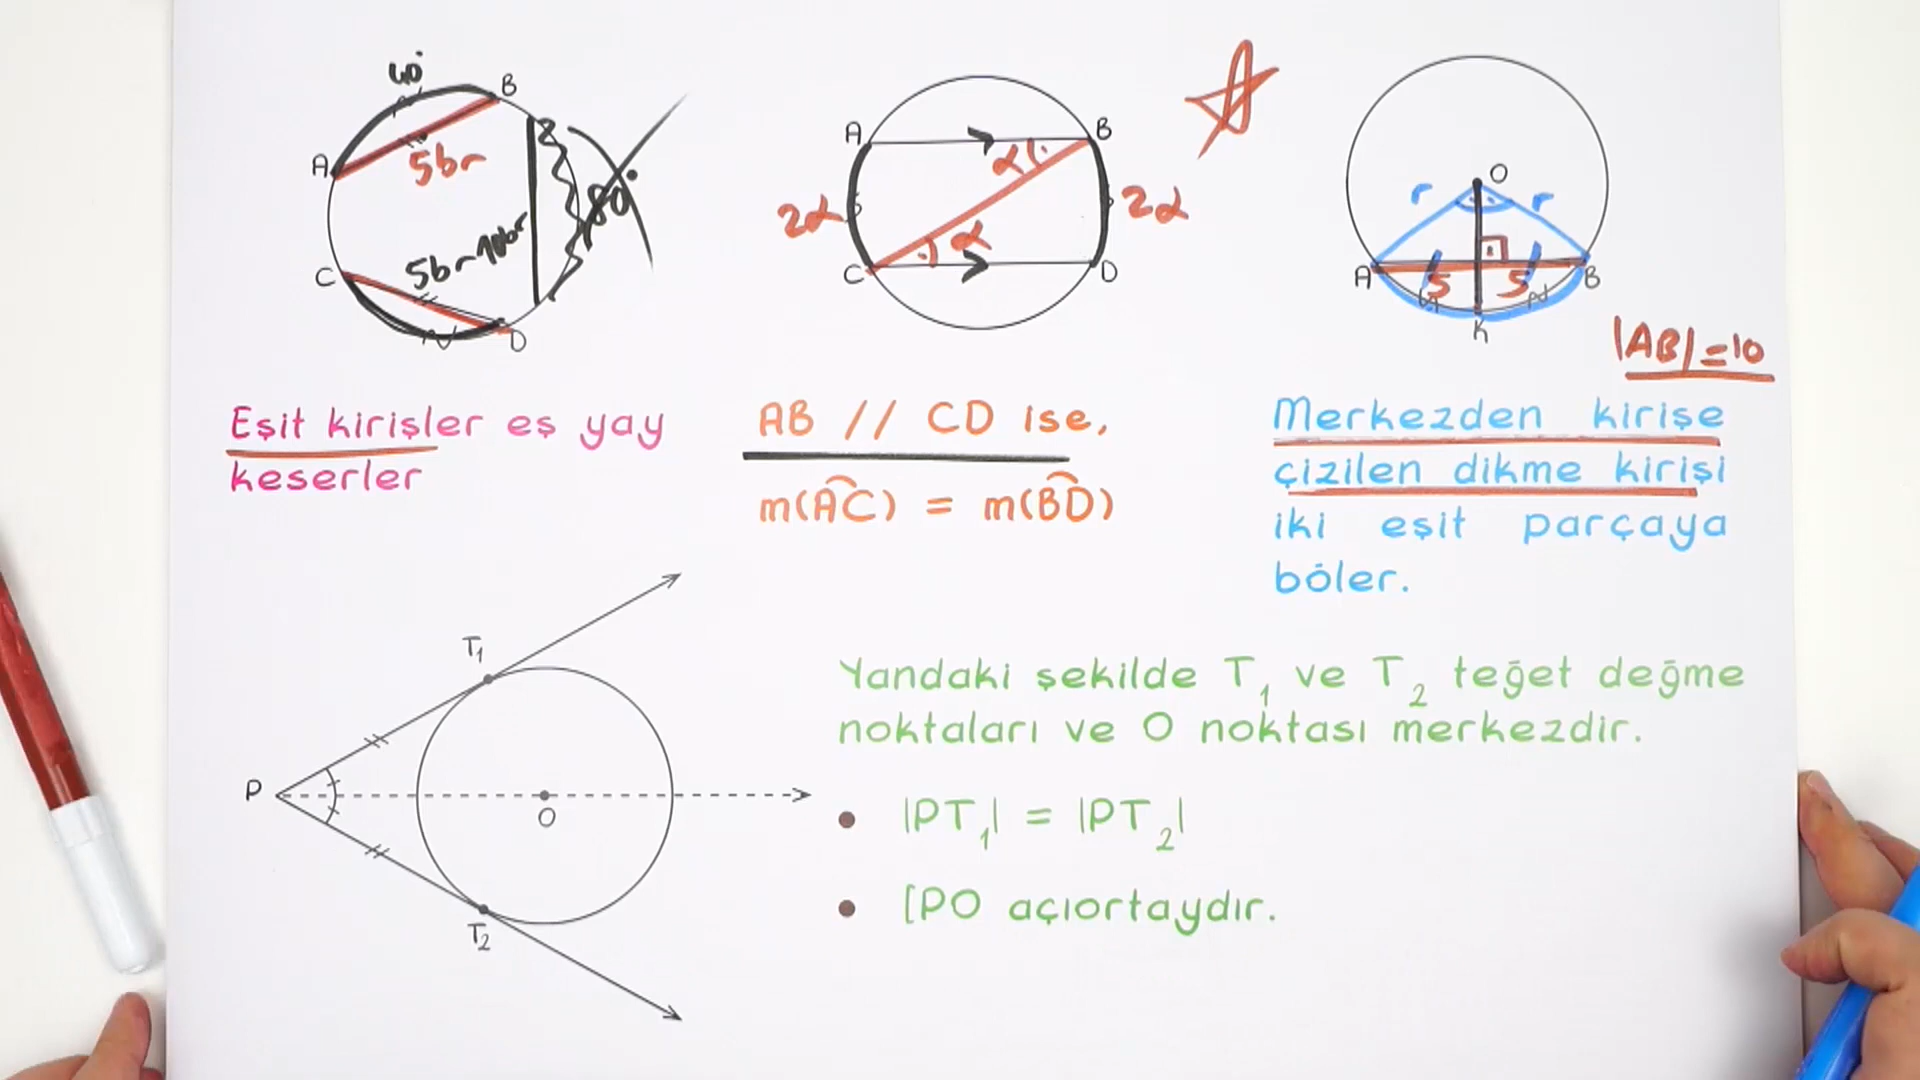 40°
B
A
5br
5br
10br
80°
C
D
A
B
α
2α
2α
α
C
D
O
r
r
A
5
5
B
K
|AB|=10
Eşit kirişler eş yay
keserler
AB // CD ise,
m(AC) = m(BD)
Merkezden kirişe
çizilen dikme kirişi
iki eşit parçaya
böler.
T1
P
O
T2
Yandaki şekilde T1 ve T2 teğet değme
noktaları ve O noktası merkezdir.
• |PT1| = |PT2|
• [PO açıortaydır.